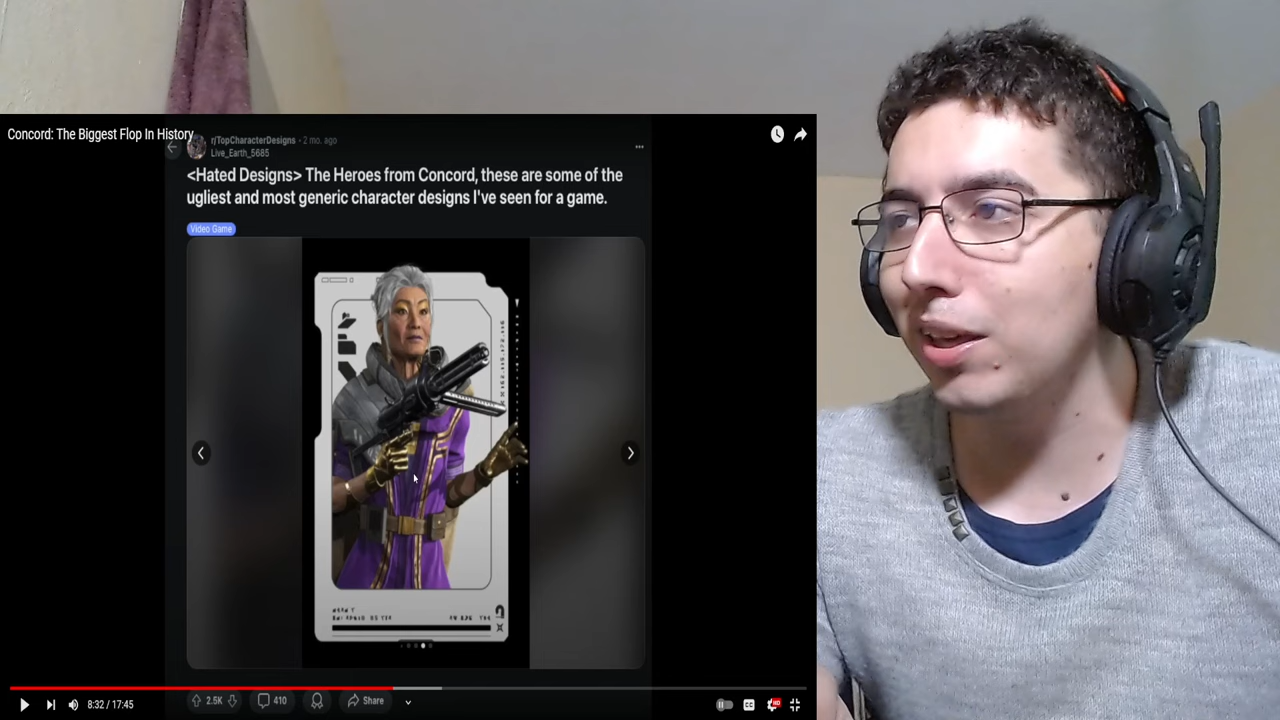 Concord: The Biggest Flop In History
r/TopCharacterDesigns • 2 mo. ago
Live_Earth_5685
<Hated Designs> The Heroes from Concord, these are some of the
ugliest and most generic character designs I've seen for a game.
Video Game
2.5K
410
Share
8:32 / 17:45
CC
HD